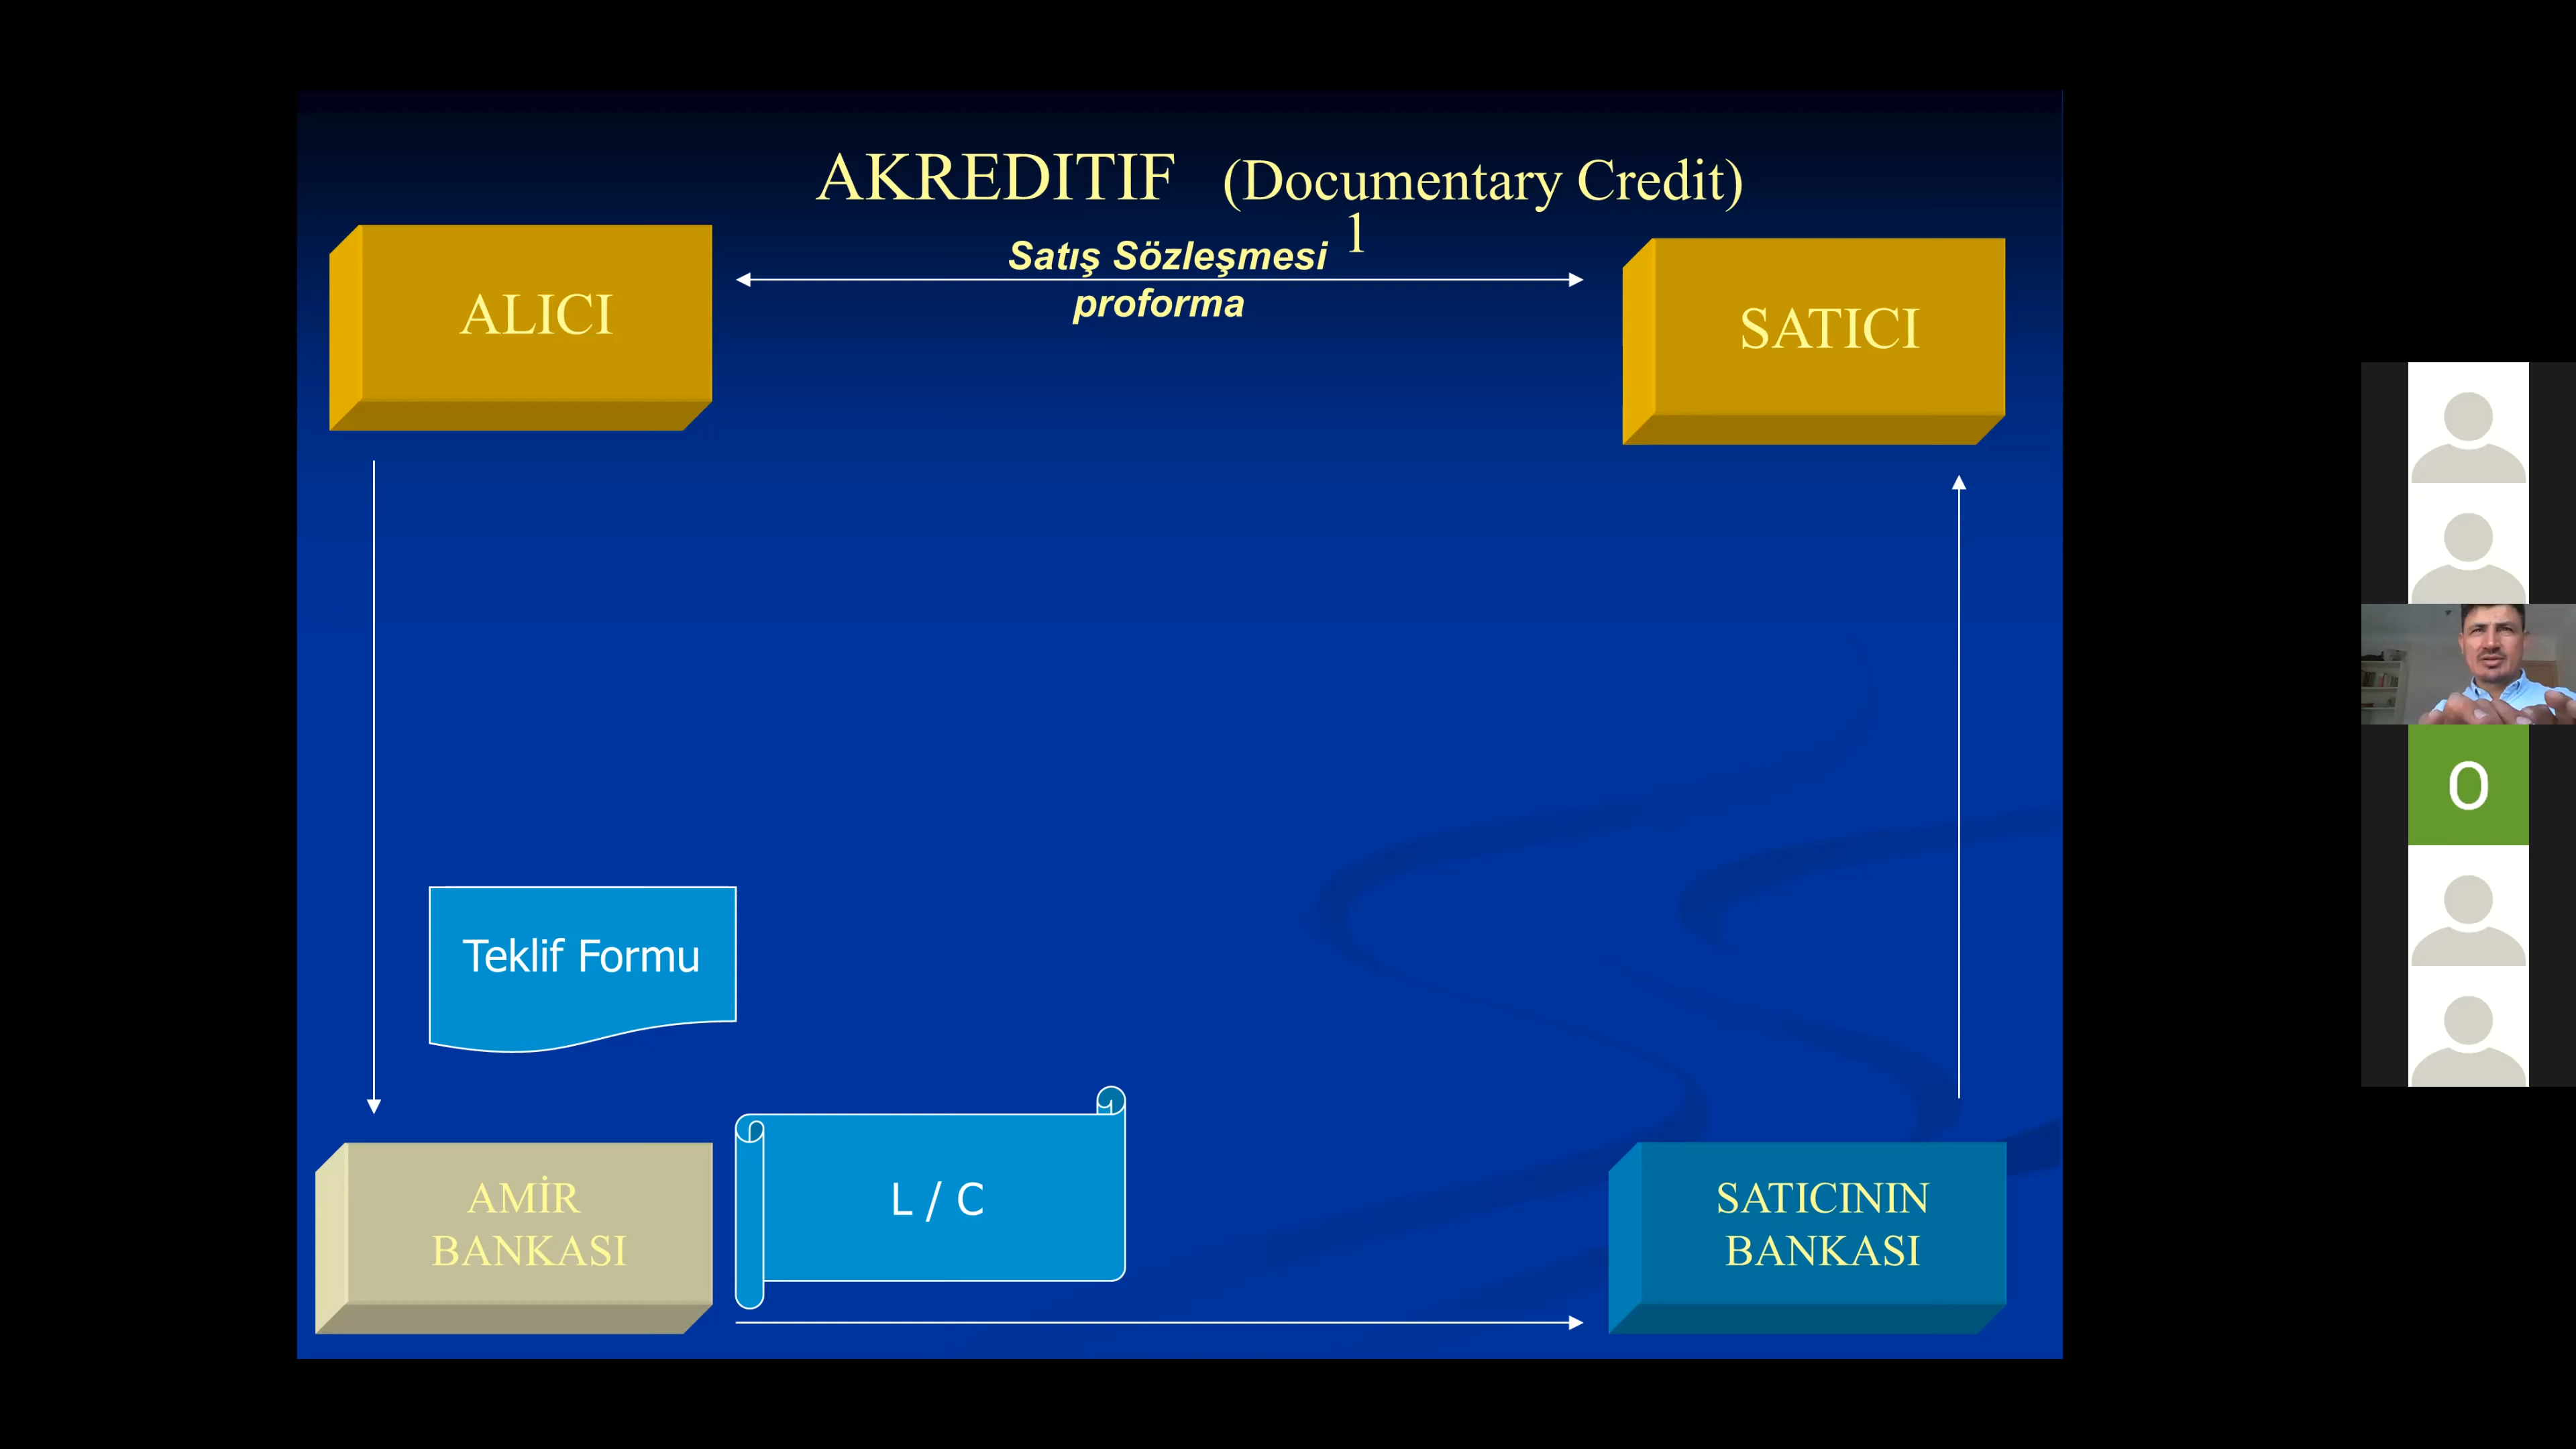 AKREDITIF (Documentary Credit)
1
Satış Sözleşmesi
proforma
ALICI
SATICI
Teklif Formu
L / C
AMİR
BANKASI
SATICININ
BANKASI
O